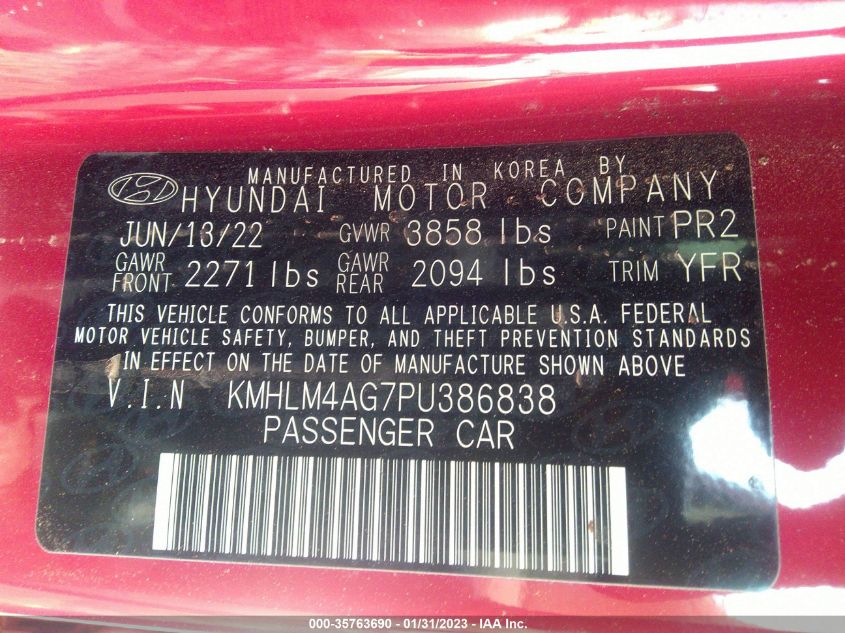 MANUFACTURED IN KOREA BY
HYUNDAI MOTOR COMPANY
JUN/13/22 GVWR 3858 lbs PAINT PR2
GAWR FRONT 2271 lbs GAWR REAR 2094 lbs TRIM YFR
THIS VEHICLE CONFORMS TO ALL APPLICABLE U.S.A. FEDERAL
MOTOR VEHICLE SAFETY, BUMPER, AND THEFT PREVENTION STANDARDS
IN EFFECT ON THE DATE OF MANUFACTURE SHOWN ABOVE
V.I.N KMHLM4AG7PU386838
PASSENGER CAR
000-35763690 - 01/31/2023 - IAA Inc.